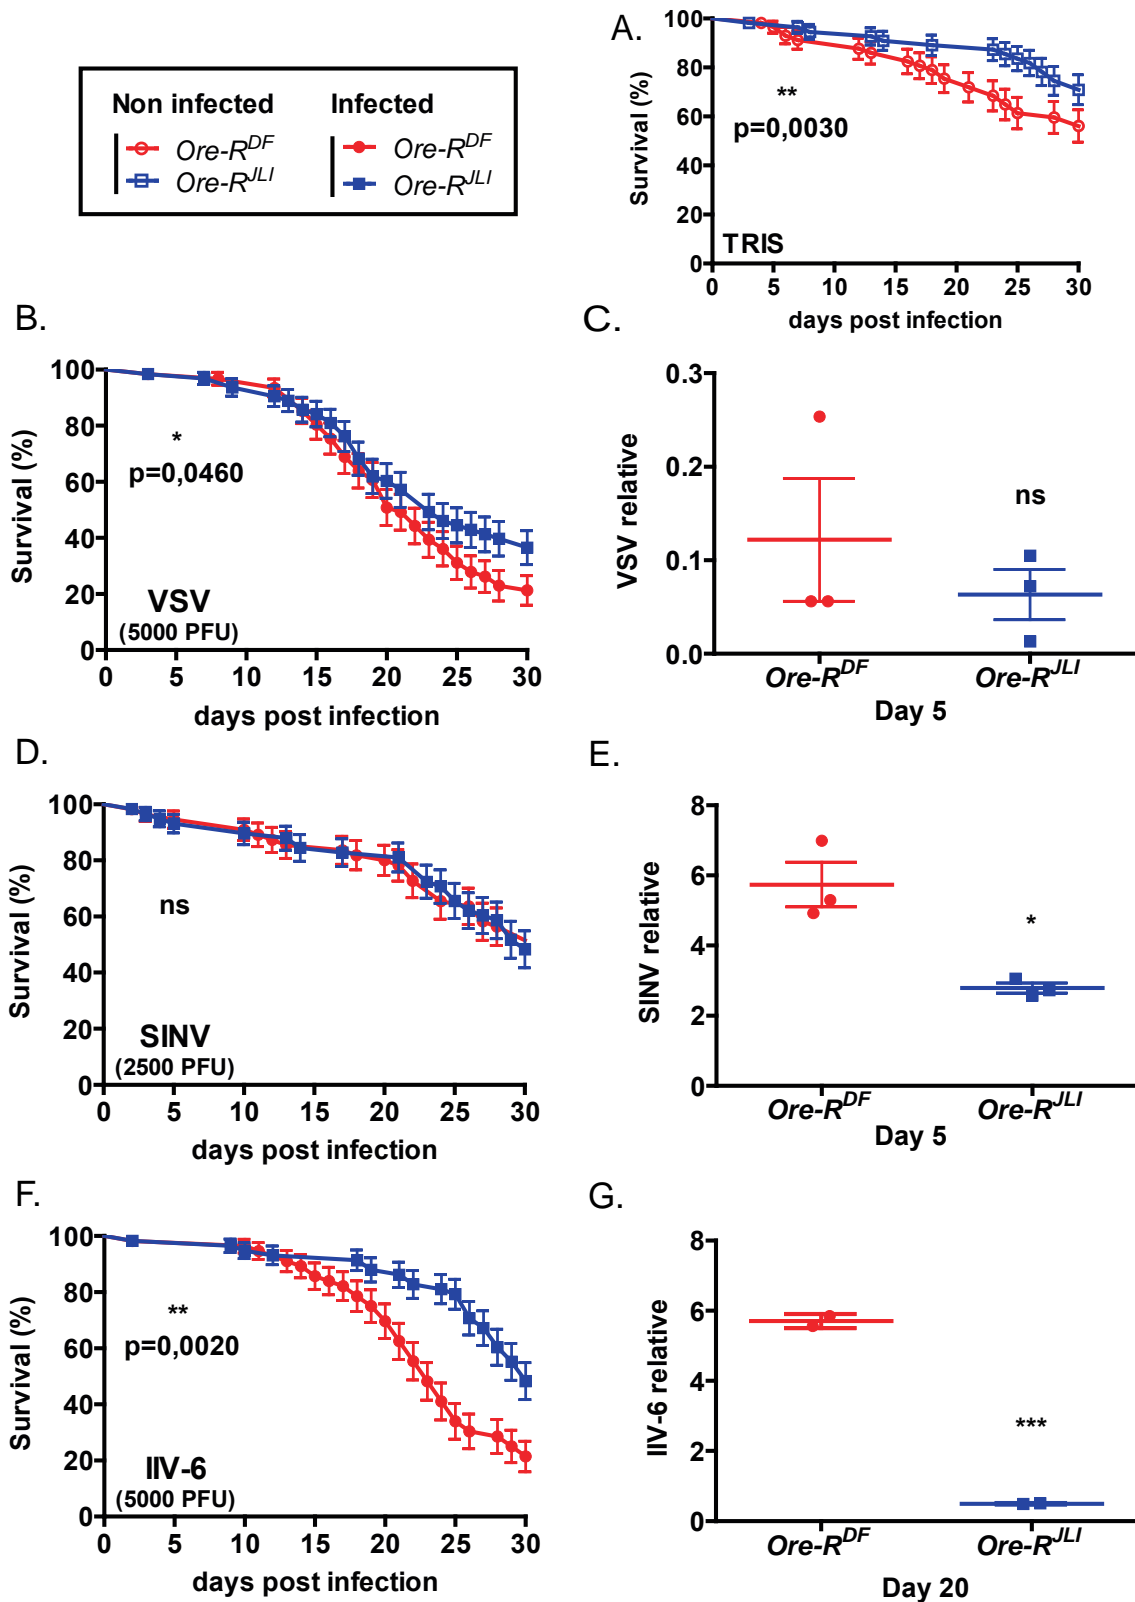 Non infected Infected
Ore-R^DF Ore-R^DF
Ore-R^JLI Ore-R^JLI
A.
Survival (%)
100
80
60
40
20
0
**
p=0,0030
TRIS
0 5 10 15 20 25 30
days post infection
B.
Survival (%)
100
80
60
40
20
0
*
p=0,0460
VSV
(5000 PFU)
0 5 10 15 20 25 30
days post infection
C.
VSV relative
0.3
0.2
0.1
0.0
ns
Ore-R^DF Ore-R^JLI
Day 5
D.
Survival (%)
100
80
60
40
20
0
ns
SINV
(2500 PFU)
0 5 10 15 20 25 30
days post infection
E.
SINV relative
8
6
4
2
0
*
Ore-R^DF Ore-R^JLI
Day 5
F.
Survival (%)
100
80
60
40
20
0
**
p=0,0020
IIV-6
(5000 PFU)
0 5 10 15 20 25 30
days post infection
G.
IIV-6 relative
8
6
4
2
0
***
Ore-R^DF Ore-R^JLI
Day 20